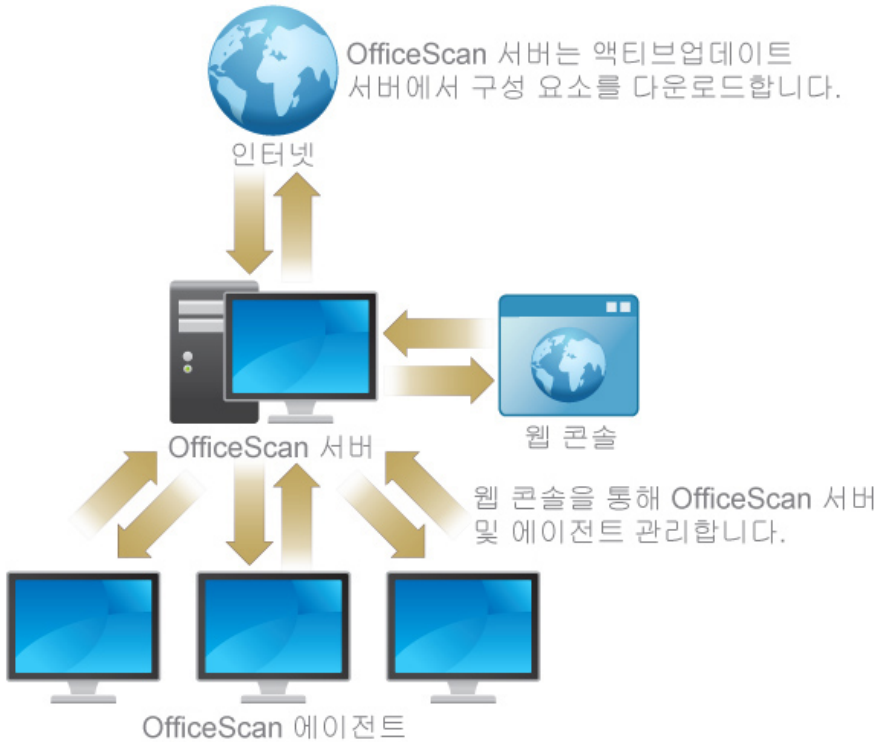 OfficeScan 서버는 액티브업데이트
서버에서 구성 요소를 다운로드합니다.
인터넷
OfficeScan 서버
웹 콘솔
웹 콘솔을 통해 OfficeScan 서버
및 에이전트 관리합니다.
OfficeScan 에이전트